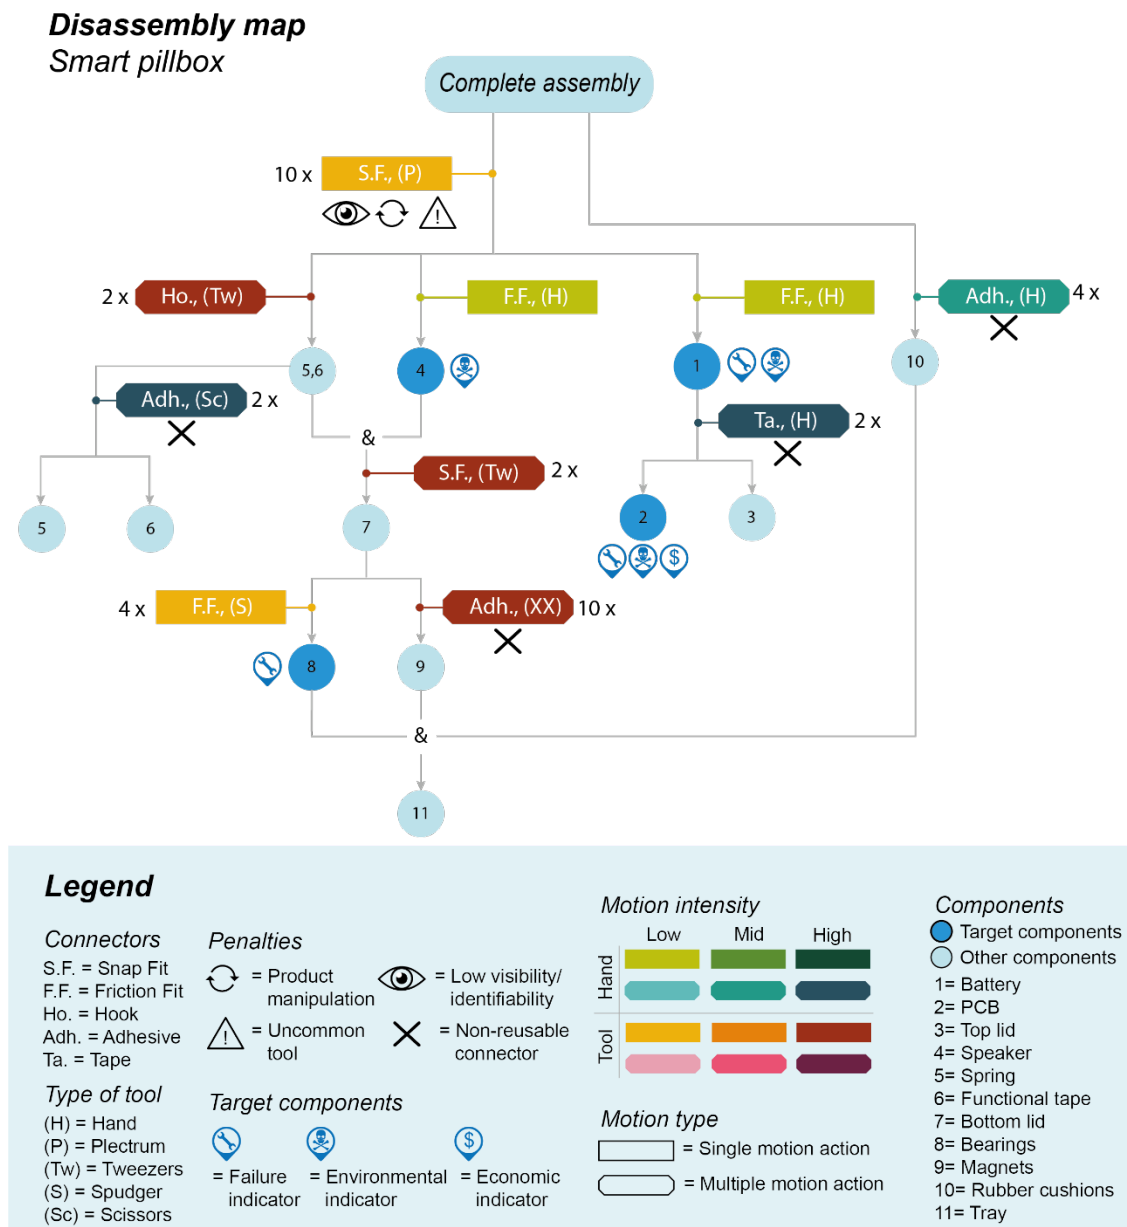 Disassembly map
Smart pillbox
Complete assembly
10 x
S.F., (P)
2 x
Ho., (Tw)
F.F., (H)
F.F., (H)
Adh., (H)
4 x
5,6
4
1
10
Adh., (Sc)
2 x
Ta., (H)
2 x
&
S.F., (Tw)
2 x
5
6
7
2
3
$
4 x
F.F., (S)
Adh., (XX)
10 x
8
9
&
11
Legend
Connectors
S.F. = Snap Fit
F.F. = Friction Fit
Ho. = Hook
Adh. = Adhesive
Ta. = Tape
Type of tool
(H) = Hand
(P) = Plectrum
(Tw) = Tweezers
(S) = Spudger
(Sc) = Scissors
Penalties
= Product
manipulation
= Low visibility/
identifiability
= Uncommon
tool
= Non-reusable
connector
Target components
$
= Failure
indicator
= Environmental
indicator
= Economic
indicator
Motion intensity
Low
Mid
High
Hand
Tool
Motion type
= Single motion action
= Multiple motion action
Components
Target components
Other components
1= Battery
2= PCB
3= Top lid
4= Speaker
5= Spring
6= Functional tape
7= Bottom lid
8= Bearings
9= Magnets
10= Rubber cushions
11= Tray